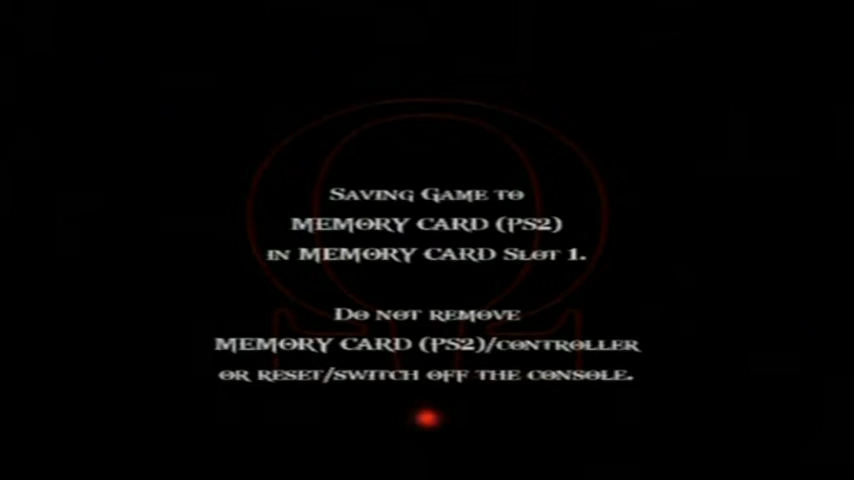 Saving Game to
MEMORY CARD (PS2)
in MEMORY CARD Slot 1.
Do not remove
MEMORY CARD (PS2)/controller
or reset/switch off the console.